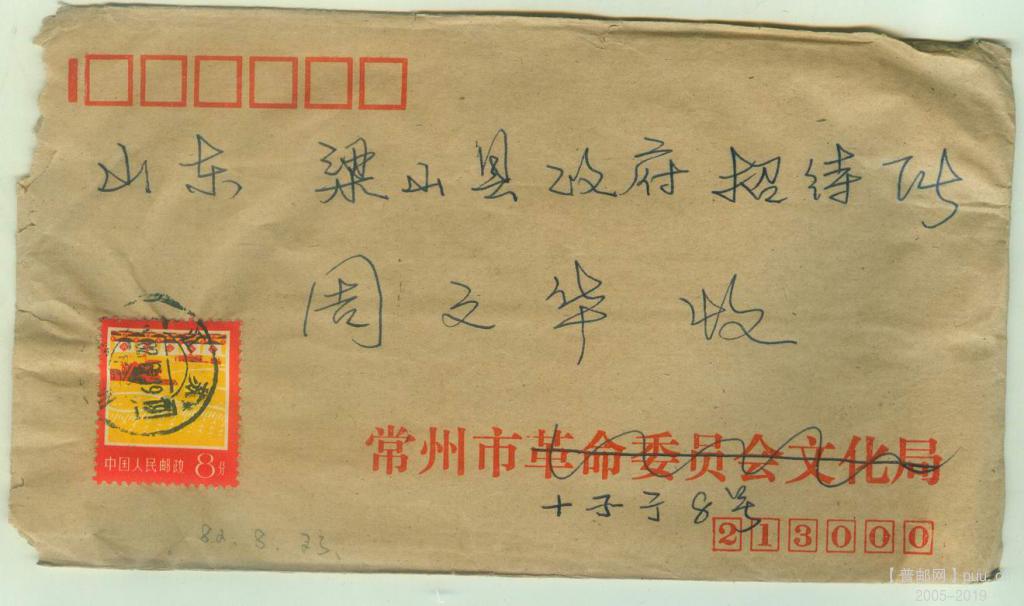 山东 梁山县政府招待所
周文华 收
中国人民邮政 8分
常州市革命委员会文化局
十子于8号
213000
82.8.23.
【普邮网】puu.c
2005-2019